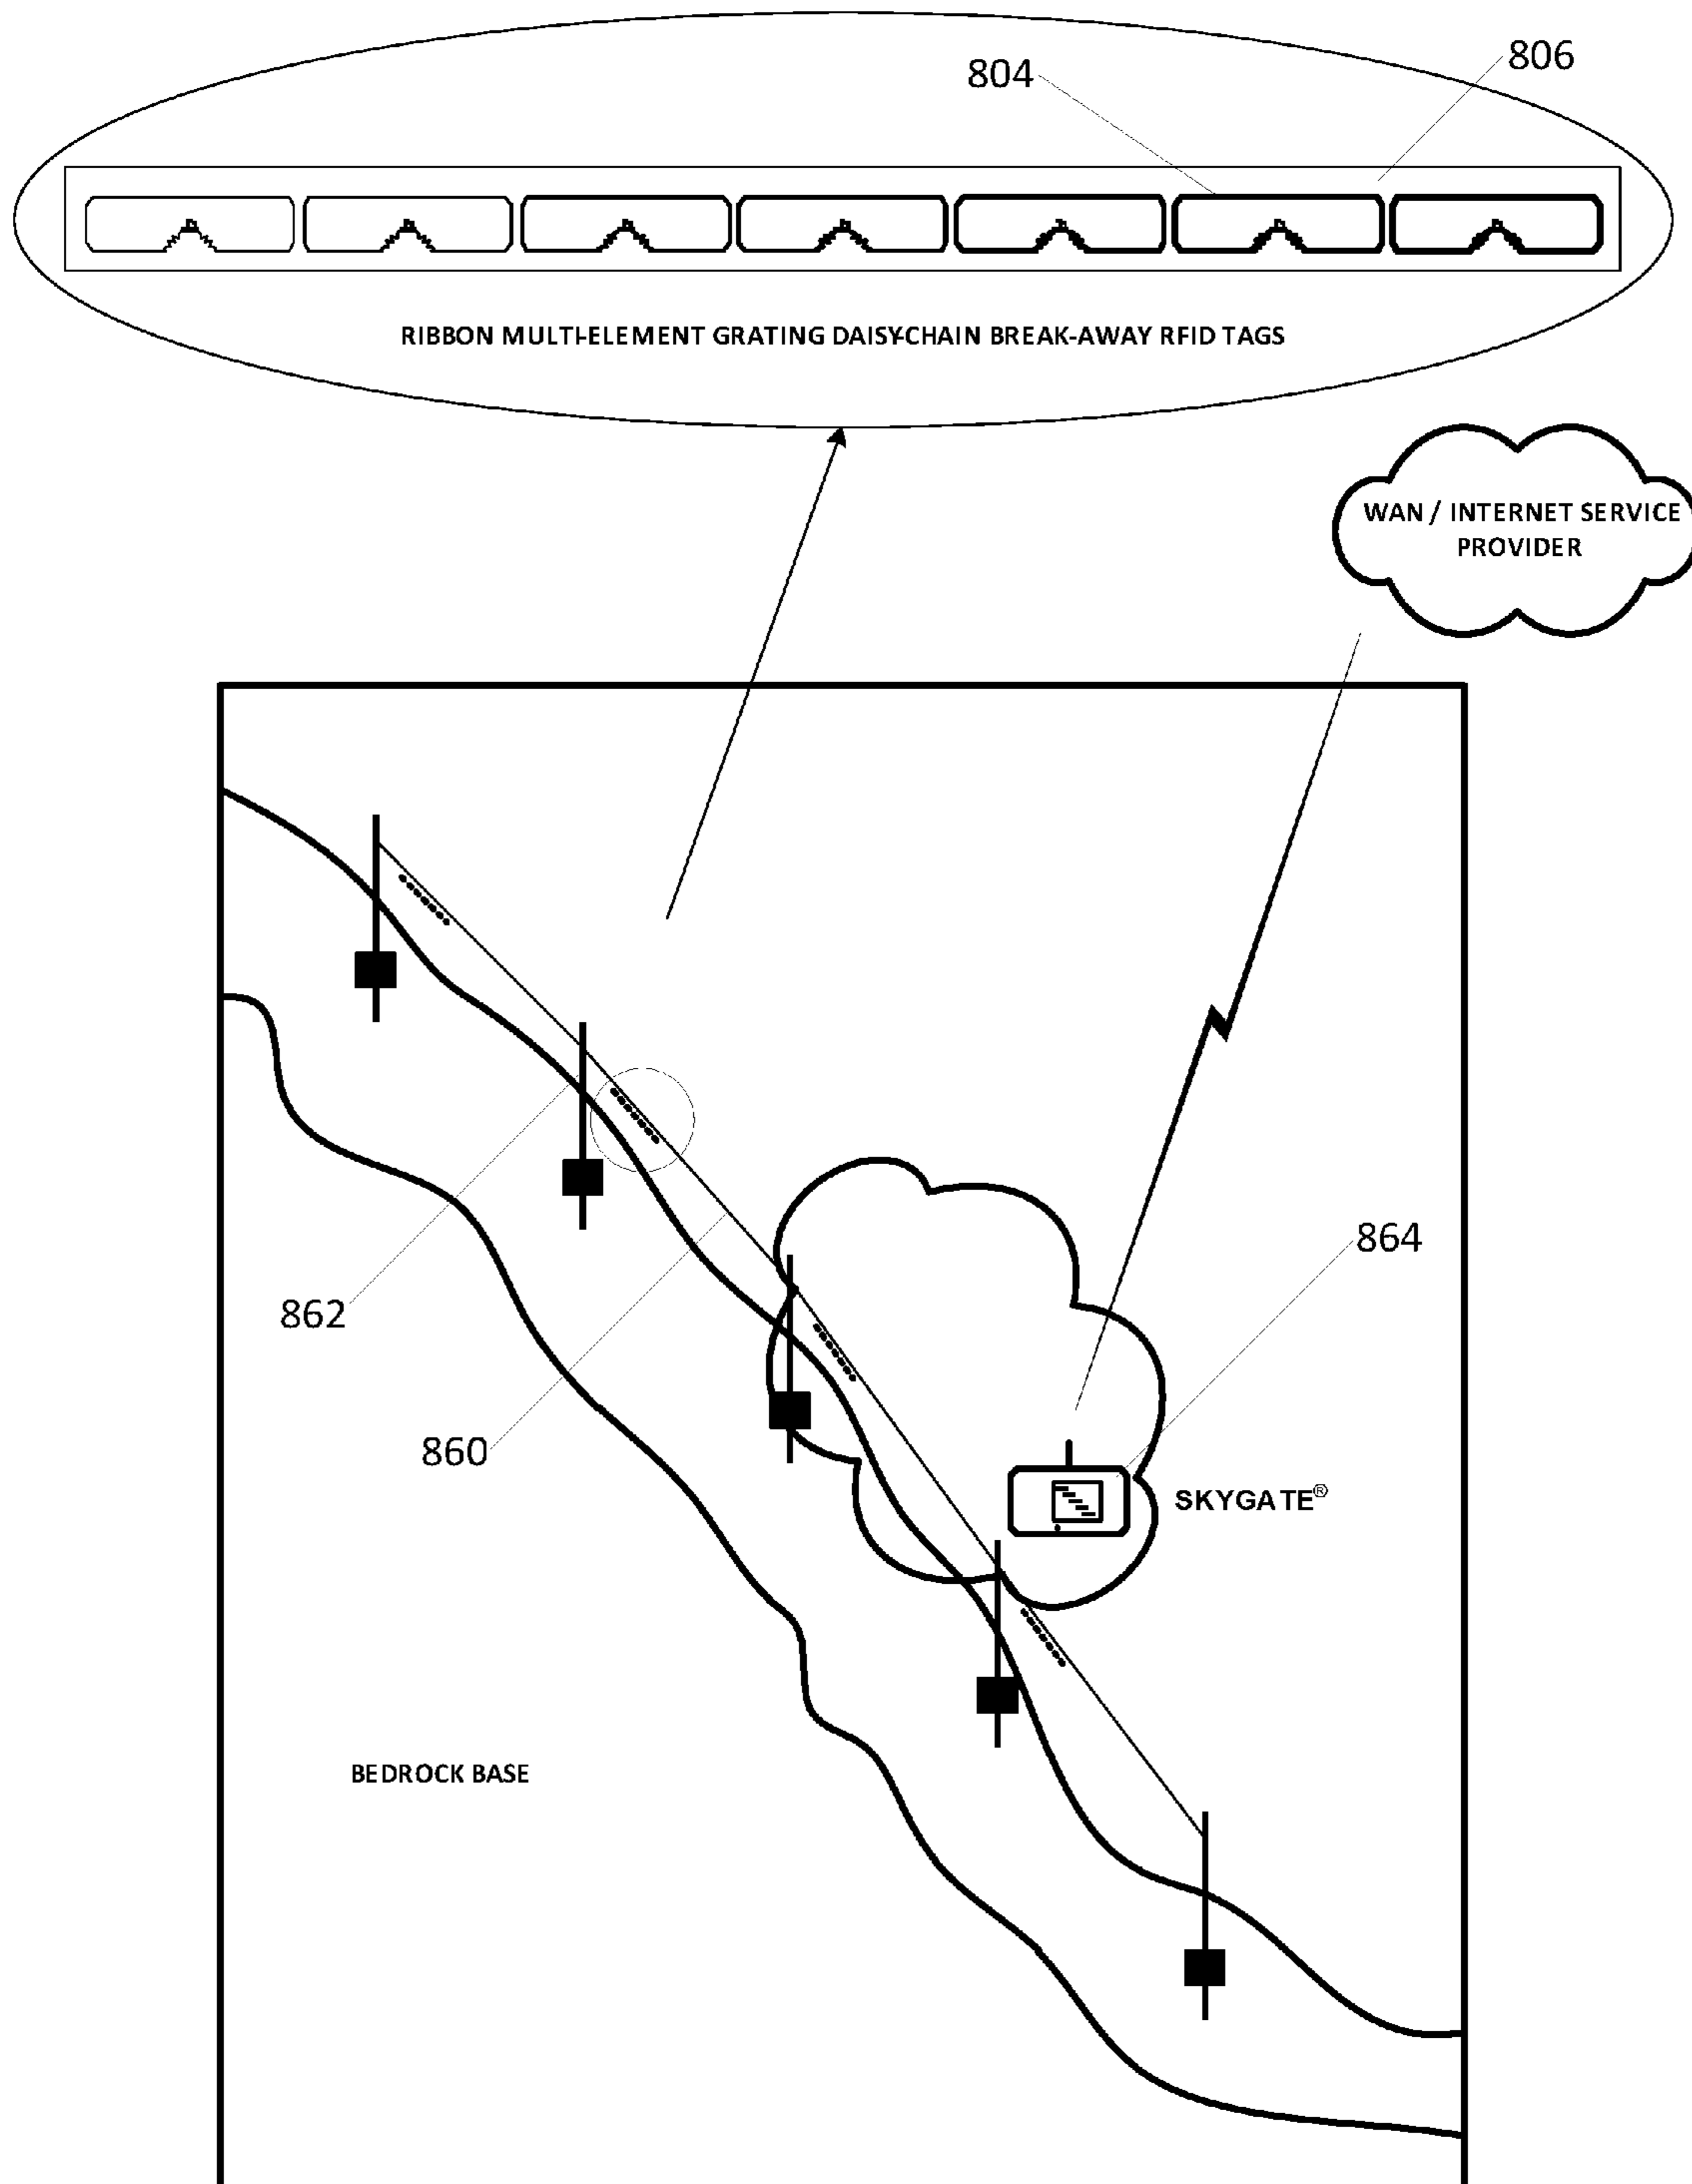 806
804
RIBBON MULTI-ELEMENT GRATING DAISY-CHAIN BREAK-AWAY RFID TAGS
WAN / INTERNET SERVICE
PROVIDER
864
862
860
SKYGATE®
BEDROCK BASE